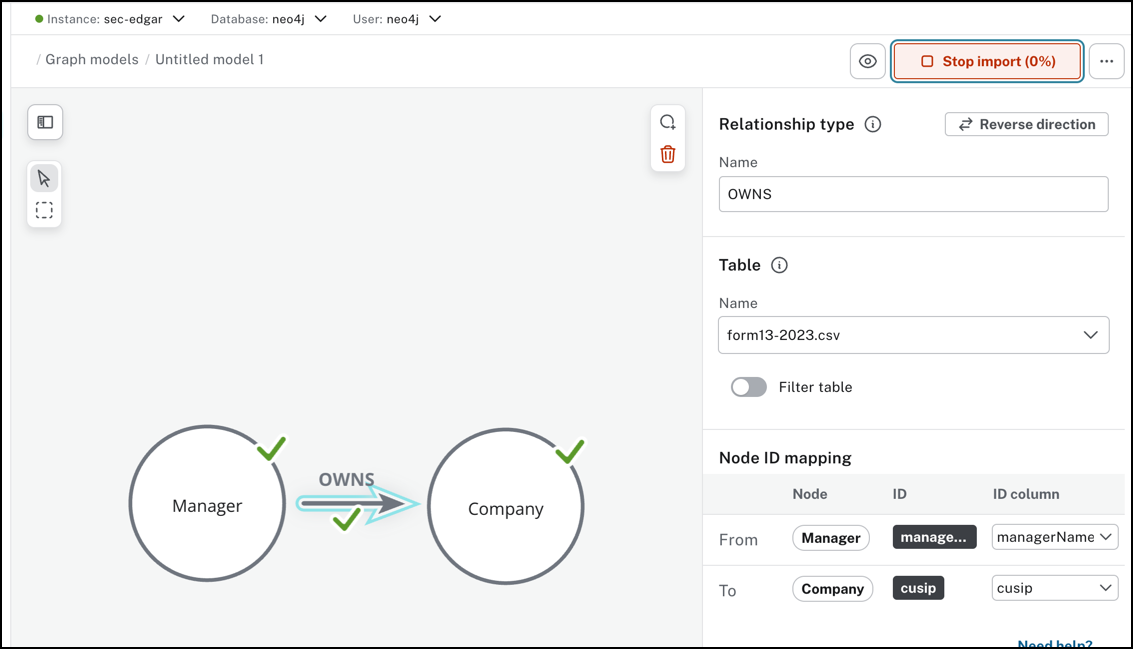 Instance: sec-edgar Database: neo4j User: neo4j
/ Graph models / Untitled model 1
Stop import (0%)
...
Relationship type
Reverse direction
Name
OWNS
Table
Name
form13-2023.csv
Filter table
Node ID mapping
Node ID ID column
From Manager manage... managerName
To Company cusip cusip
Need help?
Manager
OWNS
Company